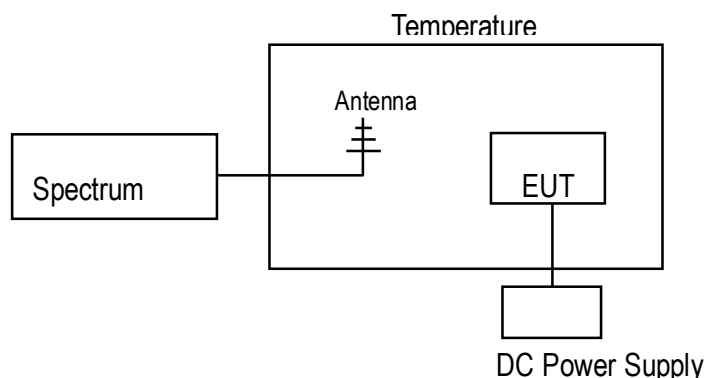 Temperature
Antenna
Spectrum
EUT
DC Power Supply